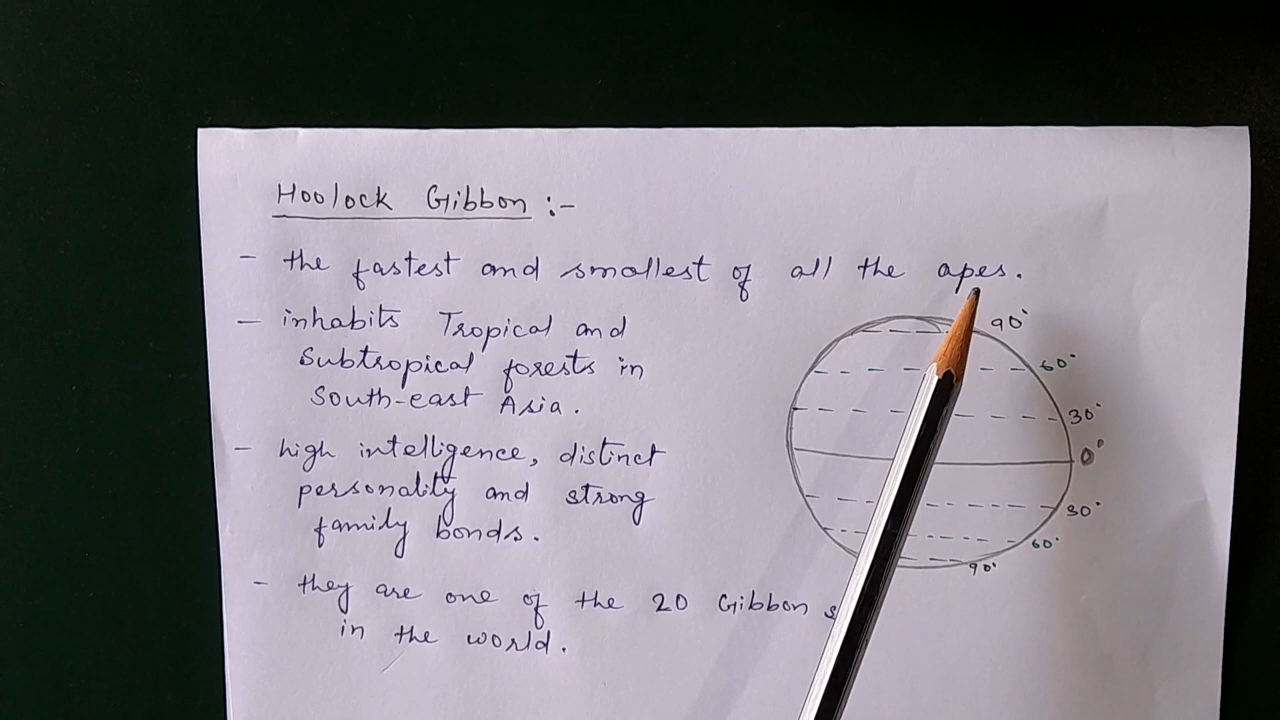 Hoolock Gibbon :-
- the fastest and smallest of all the apes.
- inhabits Tropical and
Subtropical forests in
South-east Asia.
- high intelligence, distinct
personality and strong
family bonds.
- they are one of the 20 Gibbon
in the world.
90°
60°
30°
0°
30°
60°
90°